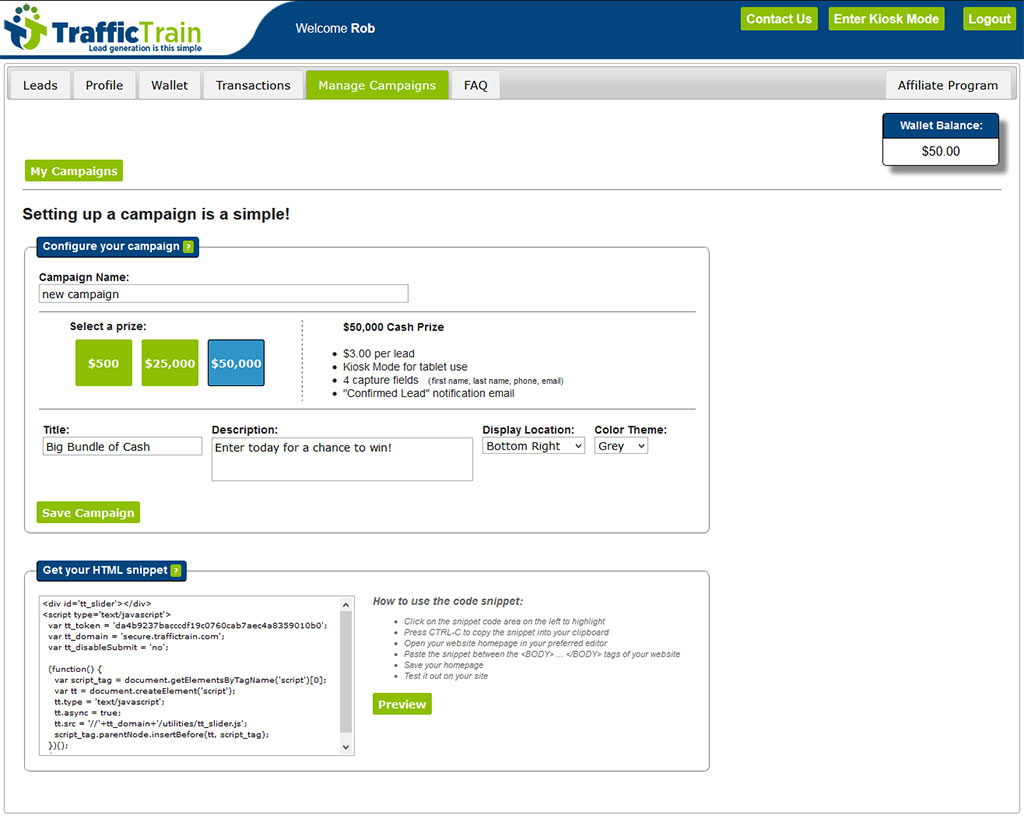 TrafficTrain
Lead generation is this simple
Welcome Rob
Contact Us
Enter Kiosk Mode
Logout
Leads
Profile
Wallet
Transactions
Manage Campaigns
FAQ
Affiliate Program
Wallet Balance:
$50.00
My Campaigns
Setting up a campaign is a simple!
Configure your campaign ?
Campaign Name:
new campaign
Select a prize:
$500
$25,000
$50,000
$50,000 Cash Prize
• $3.00 per lead
• Kiosk Mode for tablet use
• 4 capture fields (first name, last name, phone, email)
• "Confirmed Lead" notification email
Title:
Big Bundle of Cash
Description:
Enter today for a chance to win!
Display Location:
Bottom Right
Color Theme:
Grey
Save Campaign
Get your HTML snippet ?
<div id='tt_slider'></div>
<script type='text/javascript'>
var tt_token = 'da4b9237bacccdf19c0760cab7aec4a8359010b0';
var tt_domain = 'secure.traffictrain.com';
var tt_disableSubmit = 'no';
(function() {
var script_tag = document.getElementsByTagName('script')[0];
var tt = document.createElement('script');
tt.type = 'text/javascript';
tt.async = true;
tt.src = '//'+tt_domain+'/utilities/tt_slider.js';
script_tag.parentNode.insertBefore(tt, script_tag);
})();
How to use the code snippet:
• Click on the snippet code area on the left to highlight
• Press CTRL-C to copy the snippet into your clipboard
• Open your website homepage in your preferred editor
• Paste the snippet between the <BODY> ... </BODY> tags of your website
• Save your homepage
• Test it out on your site
Preview